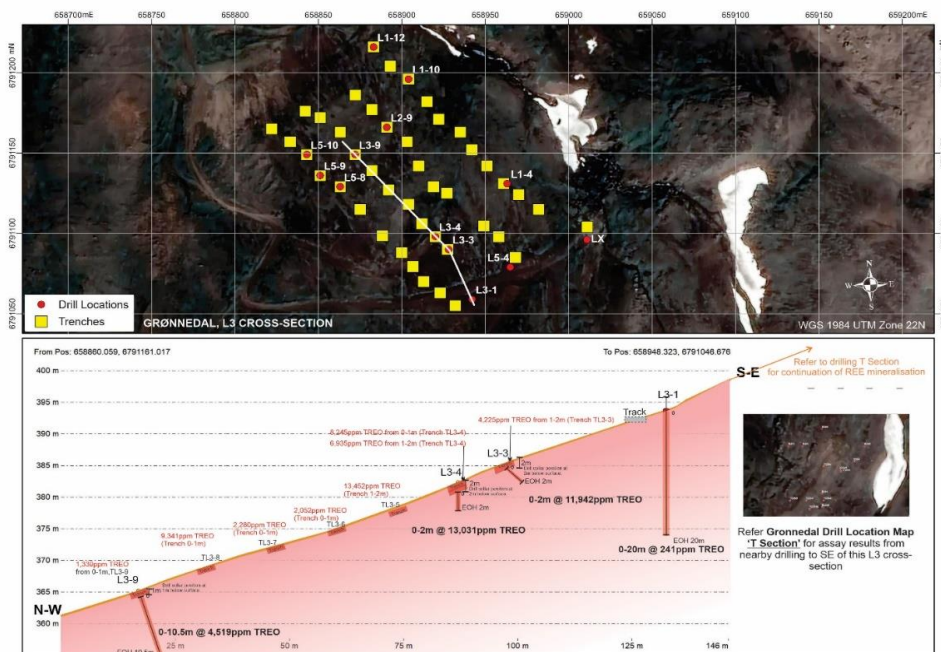 658700mE 658750 658800 658850 658900 658950 659000 659050 659100 659150 659200mE
6791200 mN
6791150
6791100
6791050
L1-12
L1-10
L2-9
L5-10
L3-9
L5-9
L5-8
L1-4
L3-4
L3-3
LX
L5-4
L3-1
Drill Locations
Trenches
GRØNNEDAL, L3 CROSS-SECTION
N
W E
S
WGS 1984 UTM Zone 22N
From Pos: 658860.059, 6791161.017
To Pos: 658948.323, 6791046.676
Refer to drilling T Section
for continuation of REE mineralisation
S-E
400 m
395 m
390 m
385 m
380 m
375 m
370 m
365 m
360 m
L3-1
Track
4,225ppm TREO from 1-2m (Trench TL3-3)
8,245ppm TREO from 0-1m (Trench TL3-4)
6,935ppm TREO from 1-2m (Trench TL3-4)
L3-3
2m
EOH 2m
0-2m @ 11,942ppm TREO
L3-4
2m
EOH 2m
0-2m @ 13,031ppm TREO
13,452ppm TREO
(Trench 1-2m)
TL3-5
2,052ppm TREO
(Trench 0-1m)
TL3-6
2,280ppm TREO
(Trench 0-1m)
TL3-7
9,341ppm TREO
(Trench 0-1m)
TL3-8
1,339ppm TREO
from 0-1m, TL3-9
L3-9
N-W
0-10.5m @ 4,519ppm TREO
EOH 20m
0-20m @ 241ppm TREO
25 m 50 m 75 m 100 m 125 m 146 m
Refer Gronnedal Drill Location Map
'T Section' for assay results from
nearby drilling to SE of this L3 cross-
section